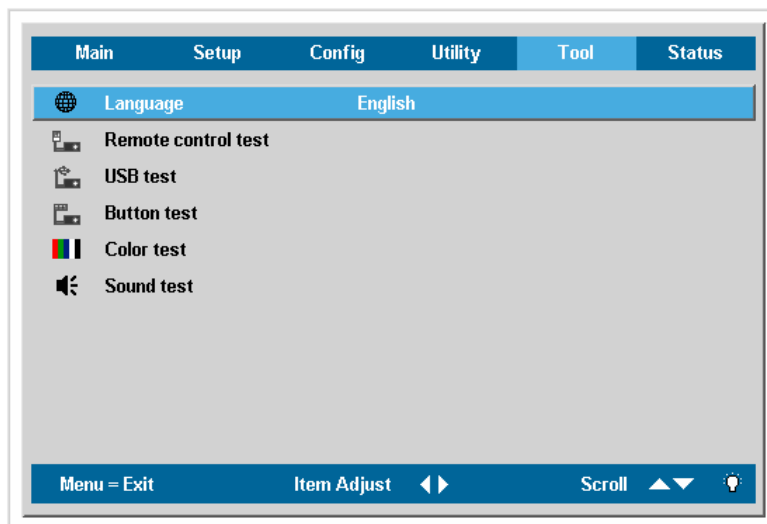 Main Setup Config Utility Tool Status
Language English
Remote control test
USB test
Button test
Color test
Sound test
Menu = Exit Item Adjust Scroll